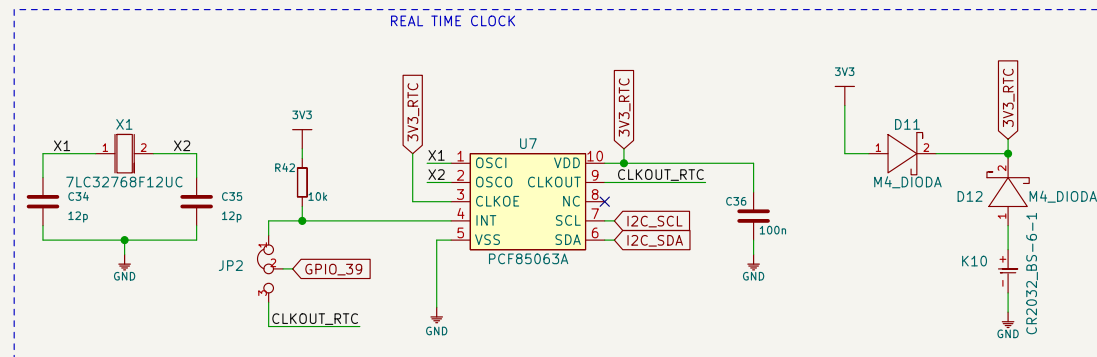 REAL TIME CLOCK
X1
X1
1
2
X2
7LC32768F12UC
C34
12p
C35
12p
GND
3V3
R42
10k
JP2
1
2
3
GPIO_39
CLKOUT_RTC
3V3_RTC
3V3_RTC
U7
X1
1
OSCI
VDD
10
X2
2
OSCO
CLKOUT
9
CLKOUT_RTC
3
CLKOE
NC
8
4
INT
SCL
7
I2C_SCL
5
VSS
SDA
6
I2C_SDA
PCF85063A
GND
C36
100n
GND
3V3
D11
1
2
M4_DIODA
3V3_RTC
2
D12
M4_DIODA
1
K10
+
-
CR2032_BS-6-1
GND